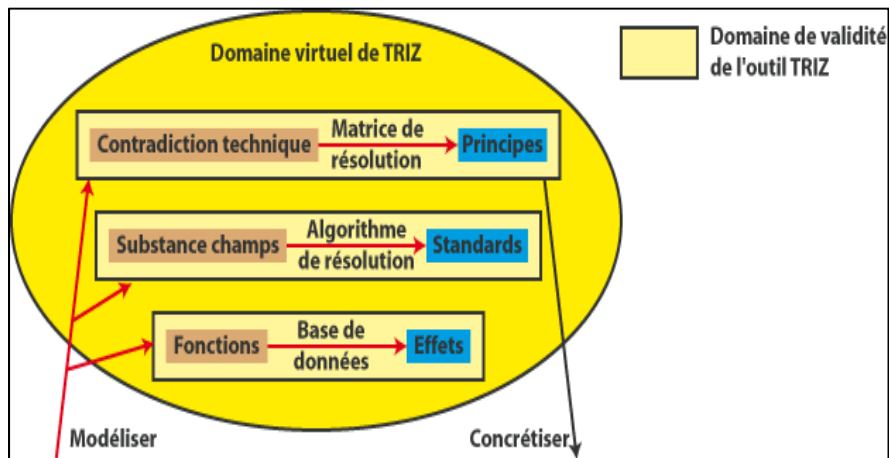 Domaine virtuel de TRIZ
Domaine de validité
de l'outil TRIZ
Contradiction technique
Matrice de
résolution
Principes
Substance champs
Algorithme
de résolution
Standards
Fonctions
Base de
données
Effets
Modéliser
Concrétiser